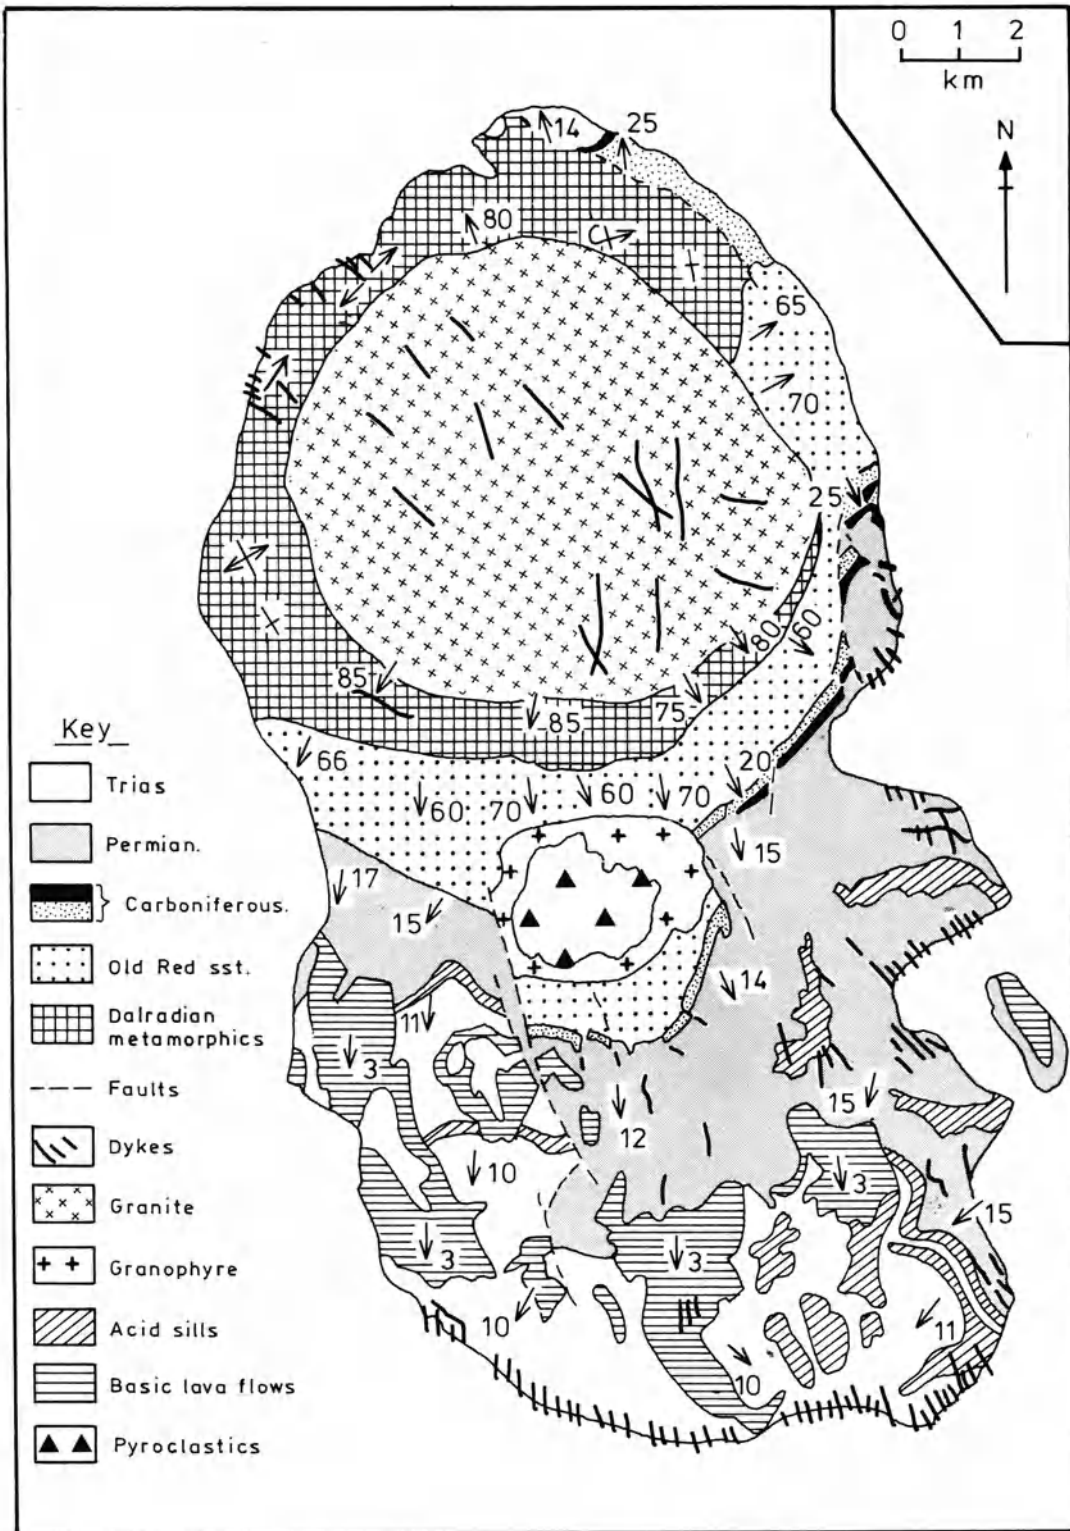 0 1 2
km
N
14
25
80
65
70
25
60
80
85
75
85
66
20
60
70
60
70
15
17
15
14
11
3
15
12
10
3
15
3
3
10
11
10
Key
Trias
Permian.
} Carboniferous.
Old Red sst.
Dalradian
metamorphics
Faults
Dykes
Granite
Granophyre
Acid sills
Basic lava flows
Pyroclastics